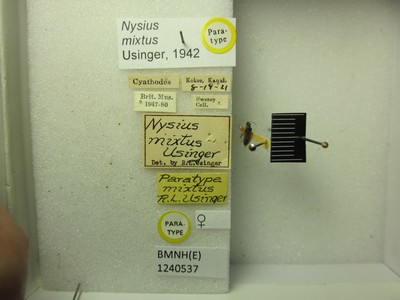 Nysius
mixtus
Usinger, 1942
Para-
type
Cyathodes
Kokee, Kauai.
8-19-21
Brit. Mus.
1947-80
Swezey
Coll.
Nysius
mixtus
Usinger
Det. by R.L. Usinger
Paratype
mixtus
R.L. Usinger
PARA-
TYPE
♀
BMNH(E)
1240537